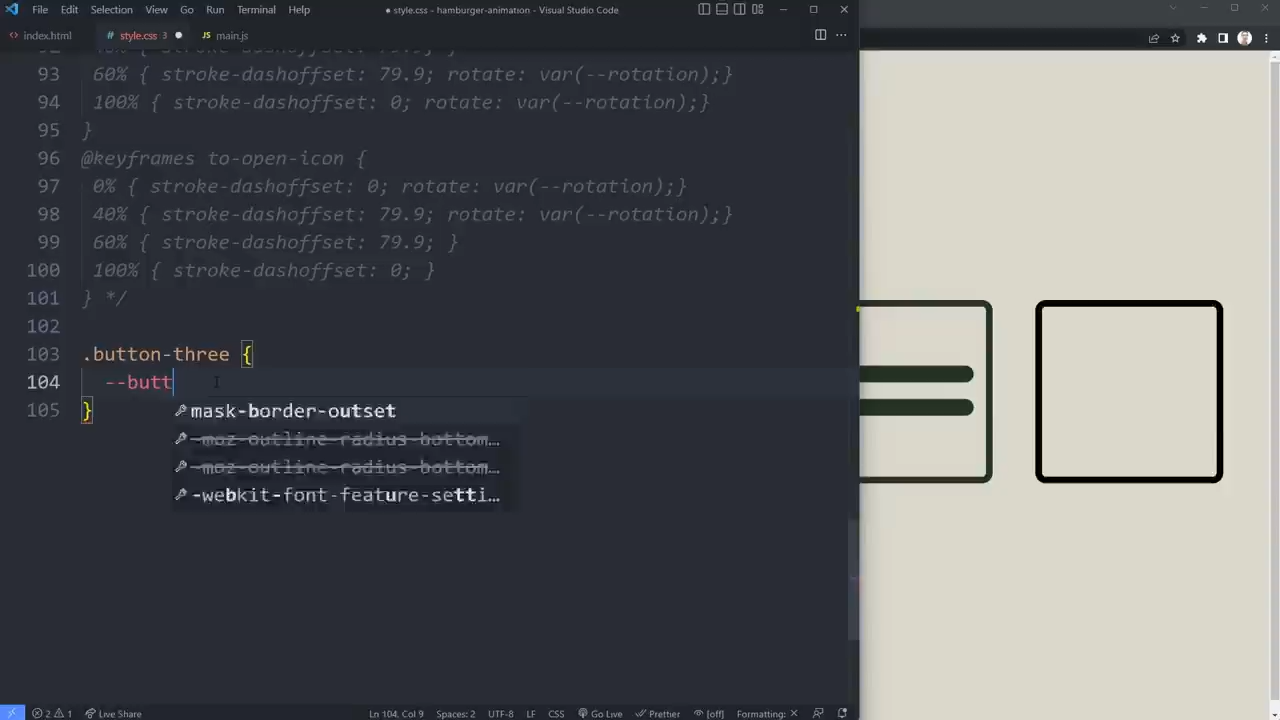 File Edit Selection View Go Run Terminal Help
● style.css - hamburger-animation - Visual Studio Code
<> index.html # style.css 3 ● JS main.js
93 60% { stroke-dashoffset: 79.9; rotate: var(--rotation);}
94 100% { stroke-dashoffset: 0; rotate: var(--rotation);}
95 }
96 @keyframes to-open-icon {
97 0% { stroke-dashoffset: 0; rotate: var(--rotation);}
98 40% { stroke-dashoffset: 79.9; rotate: var(--rotation);}
99 60% { stroke-dashoffset: 79.9; }
100 100% { stroke-dashoffset: 0; }
101 } */
102
103 .button-three {
104 --butt
mask-border-outset
-moz-outline-radius-bottom…
-moz-outline-radius-bottom…
-webkit-font-feature-setti…
105 }
2 1 Live Share Ln 104, Col 9 Spaces: 2 UTF-8 LF CSS Go Live Prettier [off] Formatting: ×